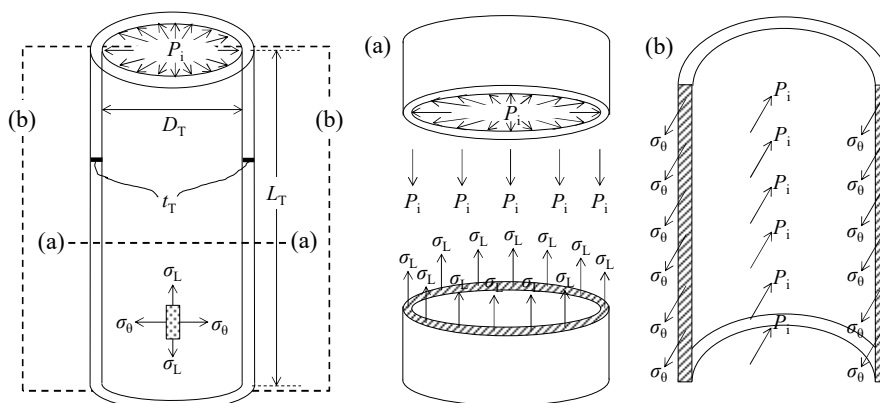 P_i
(b)
(b)
D_T
t_T
L_T
(a)
(a)
σ_L
σ_θ
σ_θ
σ_L
(a)
P_i
P_i P_i P_i P_i P_i
σ_L σ_L σ_L σ_L σ_L
σ_L σ_L σ_L σ_L σ_L
(b)
P_i
σ_θ P_i σ_θ
σ_θ P_i σ_θ
σ_θ P_i σ_θ
σ_θ P_i σ_θ
σ_θ P_i σ_θ
σ_θ P_i σ_θ